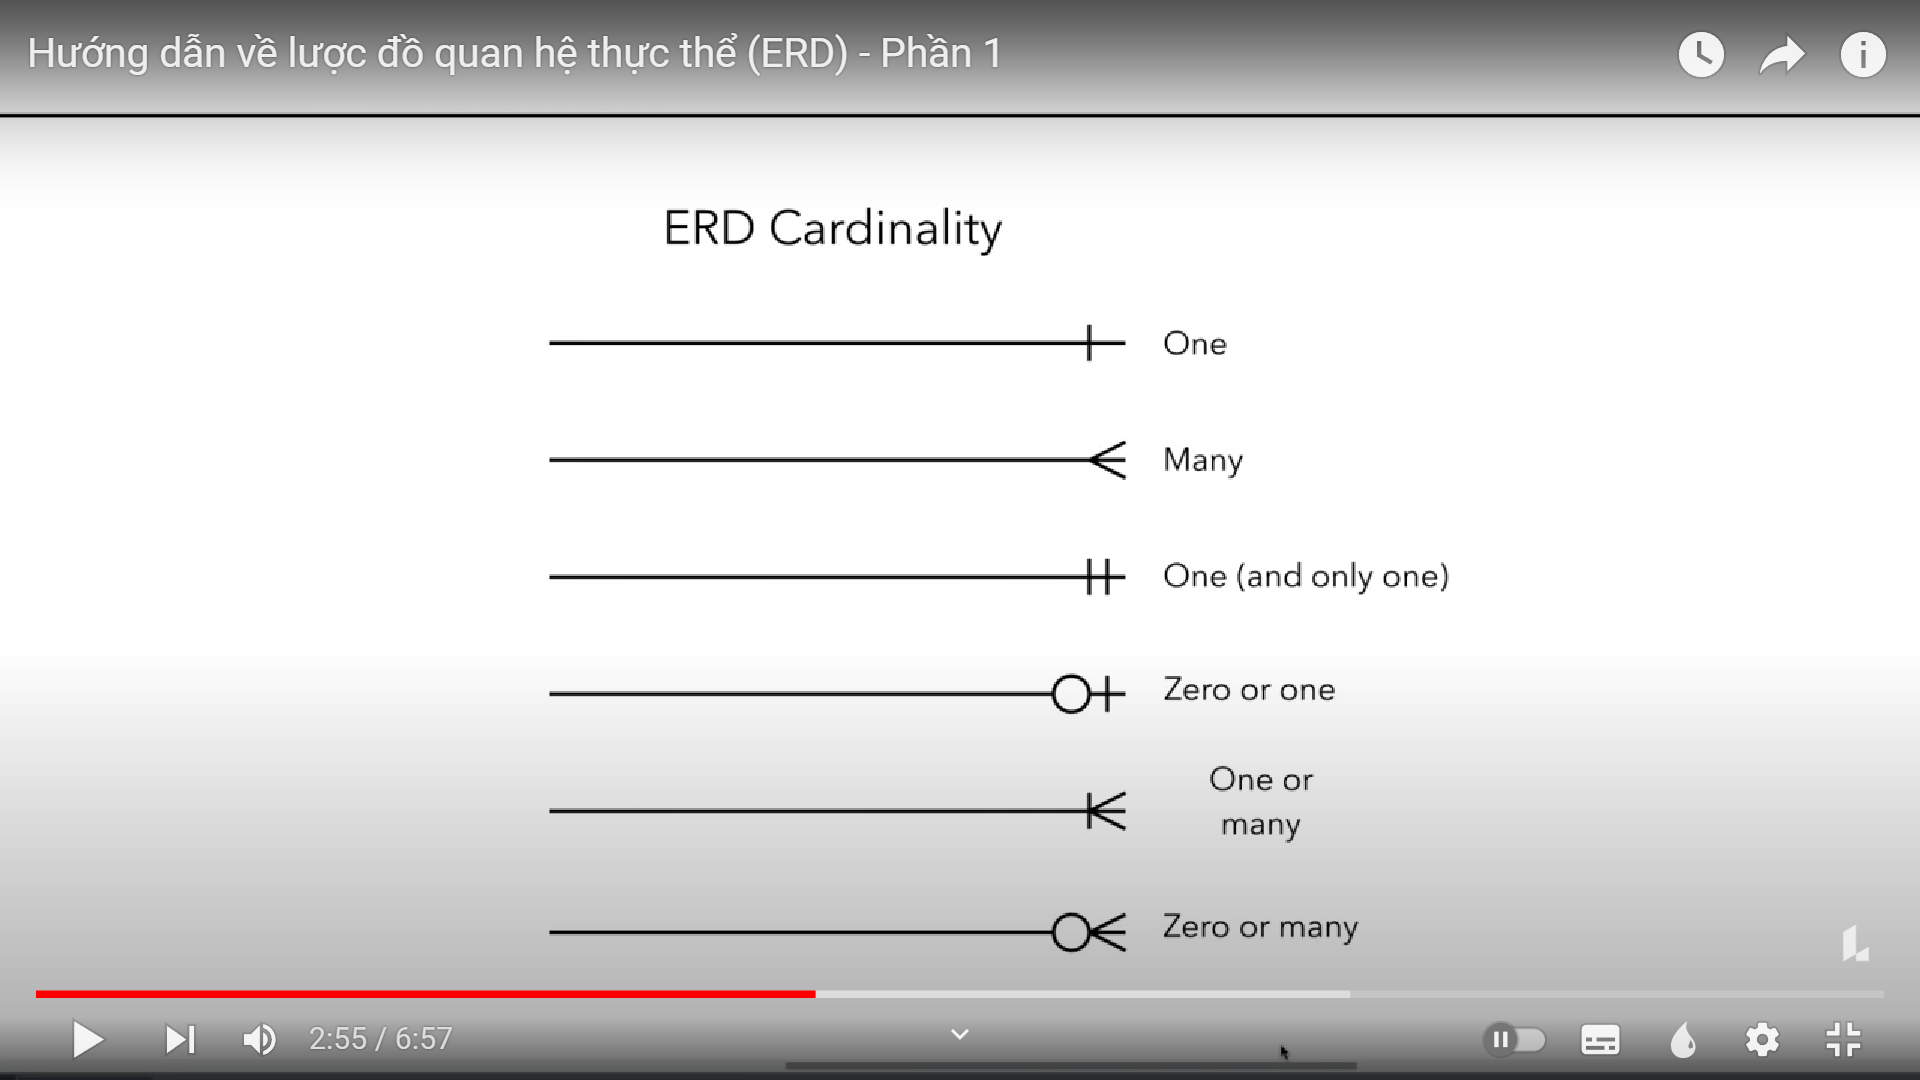 Hướng dẫn về lược đồ quan hệ thực thể (ERD) - Phần 1
ERD Cardinality
One
Many
One (and only one)
Zero or one
One or
many
Zero or many
2:55 / 6:57